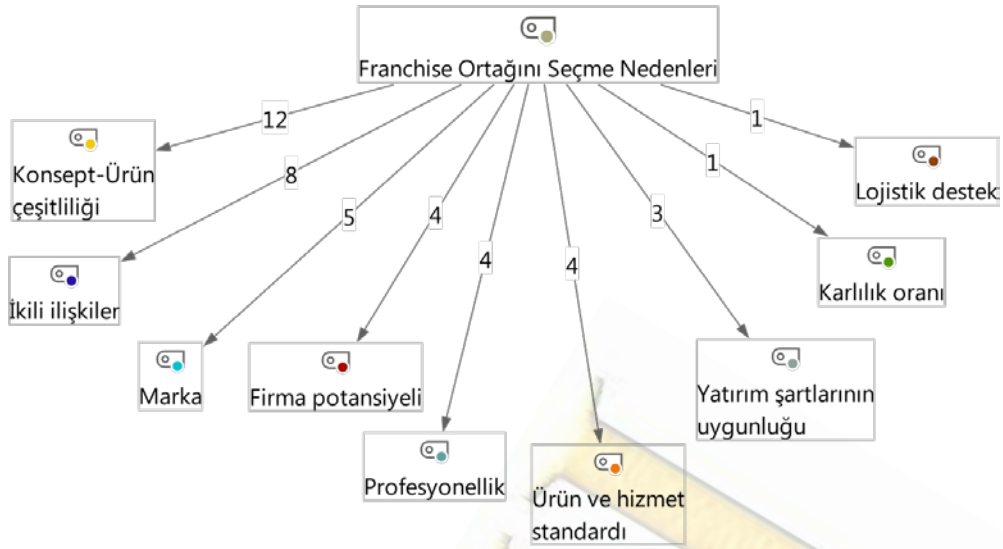 Franchise Ortağını Seçme Nedenleri
12
8
5
4
4
4
3
1
1
Konsept-Ürün
çeşitliliği
İkili ilişkiler
Marka
Firma potansiyeli
Profesyonellik
Ürün ve hizmet
standardı
Yatırım şartlarının
uygunluğu
Karlılık oranı
Lojistik destek